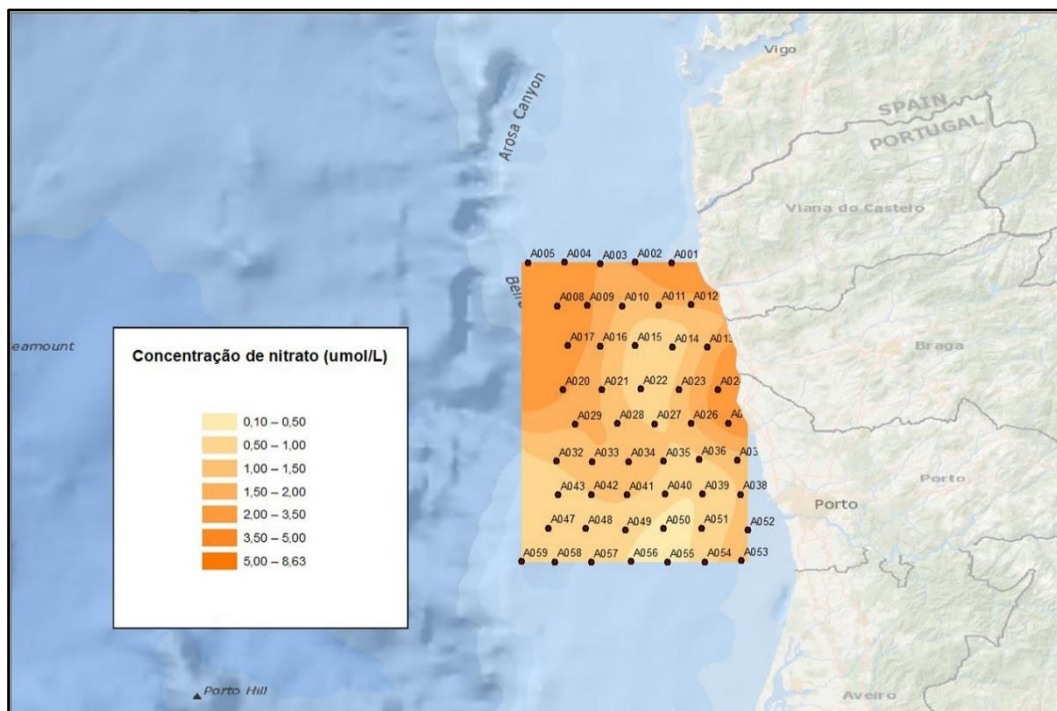 Vigo
Arosa Canyon
SPAIN
PORTUGAL
Viana do Castelo
A005 A004 A003 A002 A001
A008 A009 A010 A011 A012
A017 A016 A015 A014 A013
Braga
eamount
Concentração de nitrato (umol/L)
0,10 – 0,50
0,50 – 1,00
1,00 – 1,50
1,50 – 2,00
2,00 – 3,50
3,50 – 5,00
5,00 – 8,63
A020 A021 A022 A023
A029 A028 A027 A026
A032 A033 A034 A035 A036
Porto
A043 A042 A041 A040 A039 A038
Porto
A047 A048 A049 A050 A051 A052
A059 A058 A057 A056 A055 A054 A053
Porto Hill
Aveiro